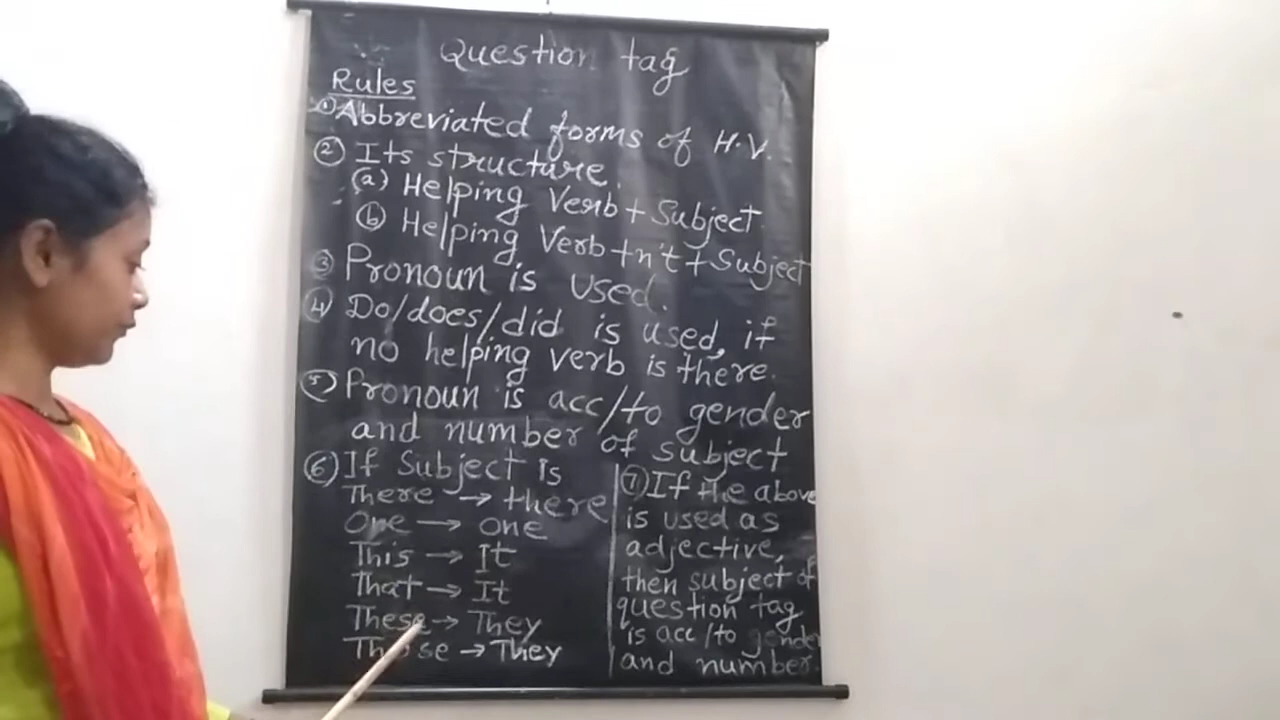 Question tag
Rules
① Abbreviated forms of H.V.
② Its structure.
(a) Helping Verb + Subject
(b) Helping Verb + n't + Subject
③ Pronoun is used.
④ Do/does/did is used, if
no helping verb is there.
⑤ Pronoun is acc/to gender
and number of subject
⑥ If Subject is
There → there
One → One
This → It
That → It
These → They
Those → They
⑦ If the above
is used as
adjective,
then subject of
question tag
is acc/to gender
and number.